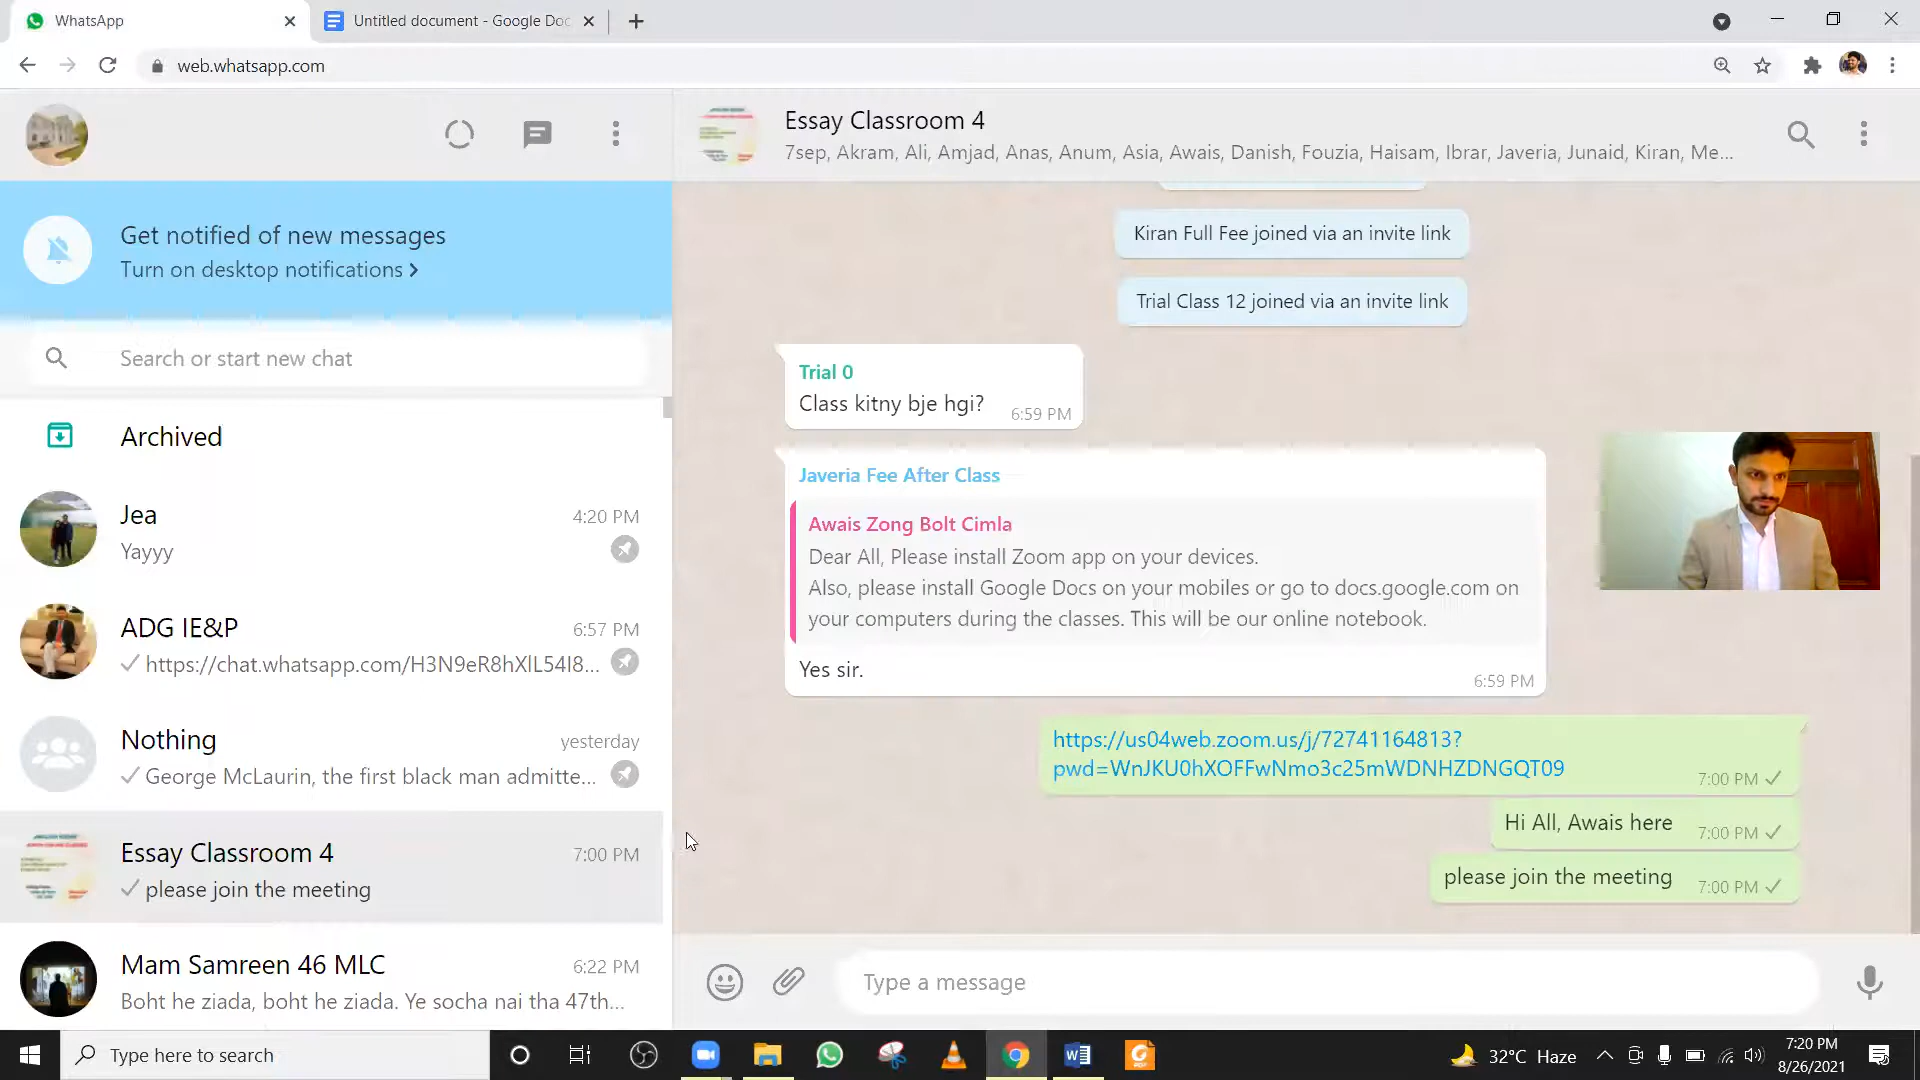 WhatsApp
Untitled document - Google Doc
web.whatsapp.com
Essay Classroom 4
7sep, Akram, Ali, Amjad, Anas, Anum, Asia, Awais, Danish, Fouzia, Haisam, Ibrar, Javeria, Junaid, Kiran, Me...
Get notified of new messages
Turn on desktop notifications >
Search or start new chat
Archived
Jea
4:20 PM
Yayyy
ADG IE&P
6:57 PM
https://chat.whatsapp.com/H3N9eR8hXlL54I8...
Nothing
yesterday
George McLaurin, the first black man admitte...
Essay Classroom 4
7:00 PM
please join the meeting
Mam Samreen 46 MLC
6:22 PM
Boht he ziada, boht he ziada. Ye socha nai tha 47th...
Kiran Full Fee joined via an invite link
Trial Class 12 joined via an invite link
Trial 0
Class kitny bje hgi?
6:59 PM
Javeria Fee After Class
Awais Zong Bolt Cimla
Dear All, Please install Zoom app on your devices.
Also, please install Google Docs on your mobiles or go to docs.google.com on
your computers during the classes. This will be our online notebook.
Yes sir.
6:59 PM
https://us04web.zoom.us/j/72741164813?
pwd=WnJKU0hXOFFwNmo3c25mWDNHZDNGQT09
7:00 PM
Hi All, Awais here
7:00 PM
please join the meeting
7:00 PM
Type a message
Type here to search
32°C Haze
7:20 PM
8/26/2021